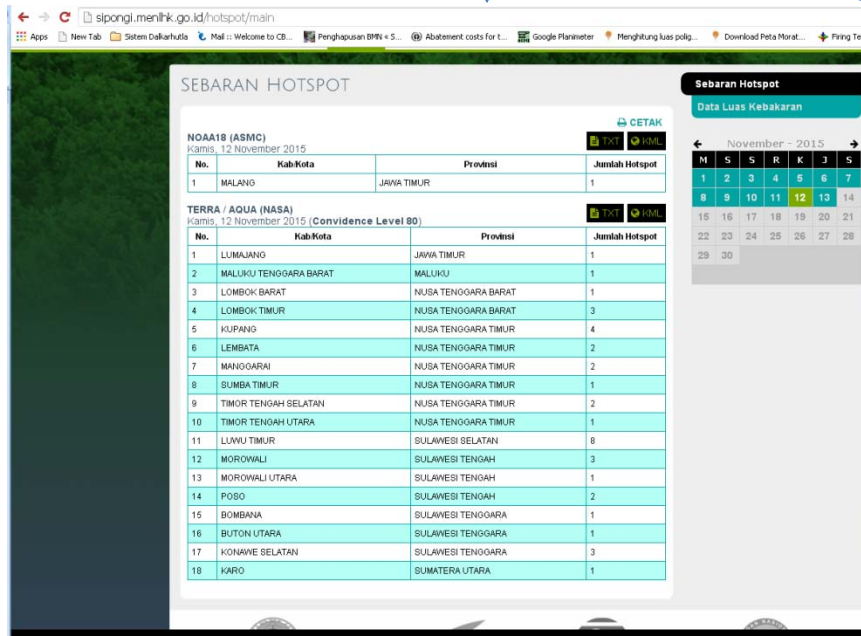 sipongi.menlhk.go.id/hotspot/main
Apps New Tab Sistem Dalkarhutla Mail :: Welcome to CB... Penghapusan BMN « S... Abatement costs for t... Google Planimeter Menghitung luas polig... Download Peta Morat... Firing Te
SEBARAN HOTSPOT
CETAK
NOAA18 (ASMC)
Kamis, 12 November 2015
TXT KML
No. Kab/Kota Provinsi Jumlah Hotspot
1 MALANG JAWA TIMUR 1
TERRA / AQUA (NASA)
Kamis, 12 November 2015 (Convidence Level 80)
TXT KML
No. Kab/Kota Provinsi Jumlah Hotspot
1 LUMAJANG JAWA TIMUR 1
2 MALUKU TENGGARA BARAT MALUKU 1
3 LOMBOK BARAT NUSA TENGGARA BARAT 1
4 LOMBOK TIMUR NUSA TENGGARA BARAT 3
5 KUPANG NUSA TENGGARA TIMUR 4
6 LEMBATA NUSA TENGGARA TIMUR 2
7 MANGGARAI NUSA TENGGARA TIMUR 2
8 SUMBA TIMUR NUSA TENGGARA TIMUR 1
9 TIMOR TENGAH SELATAN NUSA TENGGARA TIMUR 2
10 TIMOR TENGAH UTARA NUSA TENGGARA TIMUR 1
11 LUWU TIMUR SULAWESI SELATAN 8
12 MOROWALI SULAWESI TENGAH 3
13 MOROWALI UTARA SULAWESI TENGAH 1
14 POSO SULAWESI TENGAH 2
15 BOMBANA SULAWESI TENGGARA 1
16 BUTON UTARA SULAWESI TENGGARA 1
17 KONAWE SELATAN SULAWESI TENGGARA 3
18 KARO SUMATERA UTARA 1
Sebaran Hotspot
Data Luas Kebakaran
November - 2015
M S S R K J S
1 2 3 4 5 6 7
8 9 10 11 12 13 14
15 16 17 18 19 20 21
22 23 24 25 26 27 28
29 30